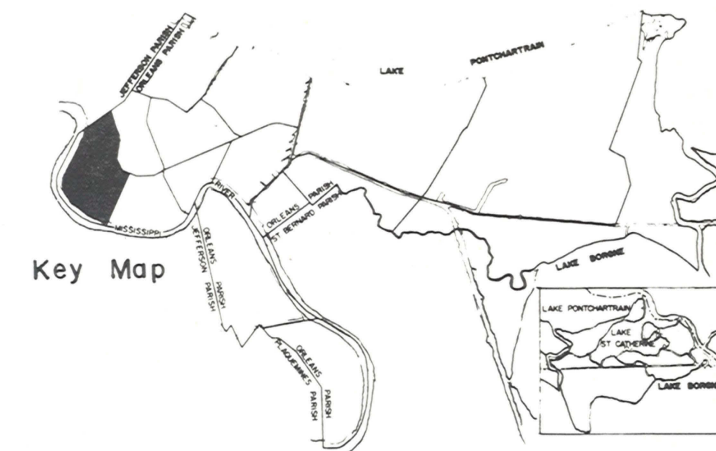 JEFFERSON PARISH
ORLEANS PARISH
LAKE PONTCHARTRAIN
RIVER
MISSISSIPPI
ORLEANS PARISH
ST BERNARD PARISH
ORLEANS PARISH
JEFFERSON PARISH
LAKE BORGNE
Key Map
ORLEANS PARISH
PLAQUEMINES PARISH
LAKE PONTCHARTRAIN
LAKE
ST CATHERINE
LAKE BORGNE